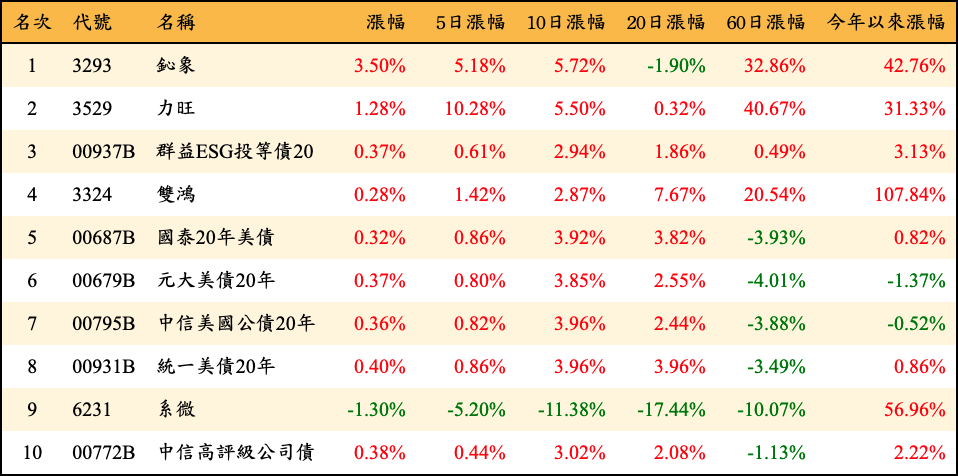 名次 代號 名稱 漲幅 5日漲幅 10日漲幅 20日漲幅 60日漲幅 今年以來漲幅
1 3293 鈊象 3.50% 5.18% 5.72% -1.90% 32.86% 42.76%
2 3529 力旺 1.28% 10.28% 5.50% 0.32% 40.67% 31.33%
3 00937B 群益ESG投等債20 0.37% 0.61% 2.94% 1.86% 0.49% 3.13%
4 3324 雙鴻 0.28% 1.42% 2.87% 7.67% 20.54% 107.84%
5 00687B 國泰20年美債 0.32% 0.86% 3.92% 3.82% -3.93% 0.82%
6 00679B 元大美債20年 0.37% 0.80% 3.85% 2.55% -4.01% -1.37%
7 00795B 中信美國公債20年 0.36% 0.82% 3.96% 2.44% -3.88% -0.52%
8 00931B 統一美債20年 0.40% 0.86% 3.96% 3.96% -3.49% 0.86%
9 6231 系微 -1.30% -5.20% -11.38% -17.44% -10.07% 56.96%
10 00772B 中信高評級公司債 0.38% 0.44% 3.02% 2.08% -1.13% 2.22%